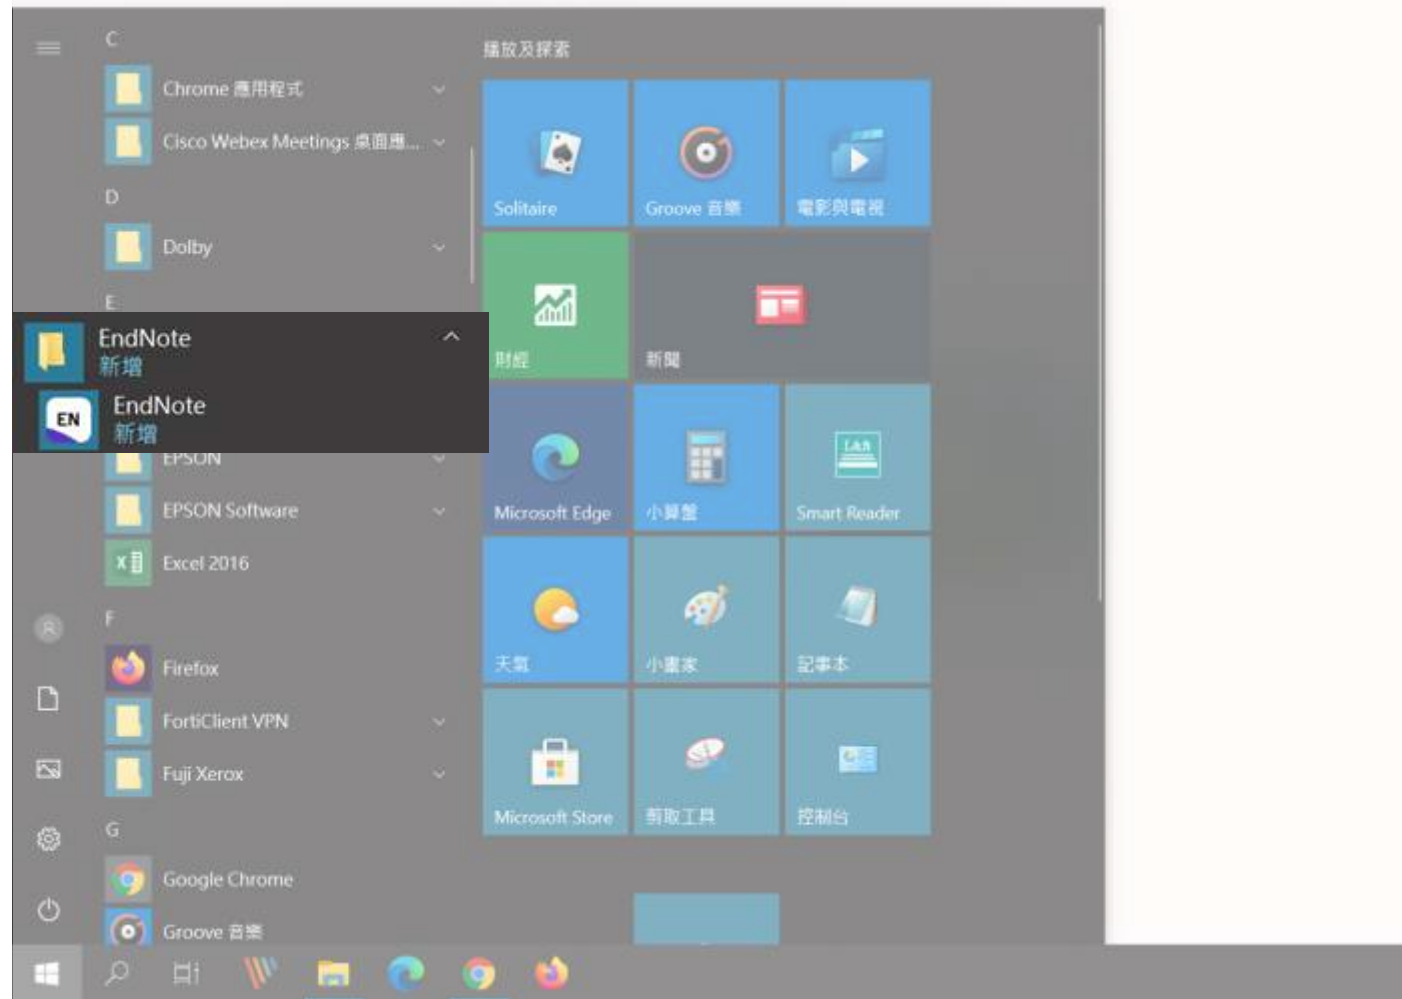 C
Chrome 應用程式
Cisco Webex Meetings 桌面應...
D
Dolby
E
EndNote
新增
EN
EndNote
新增
EPSON
EPSON Software
Excel 2016
F
Firefox
FortiClient VPN
Fuji Xerox
G
Google Chrome
Groove 音樂
播放及探索
Solitaire
Groove 音樂
電影與電視
財經
新聞
Microsoft Edge
小算盤
LAB
Smart Reader
天氣
小畫家
記事本
Microsoft Store
剪取工具
控制台